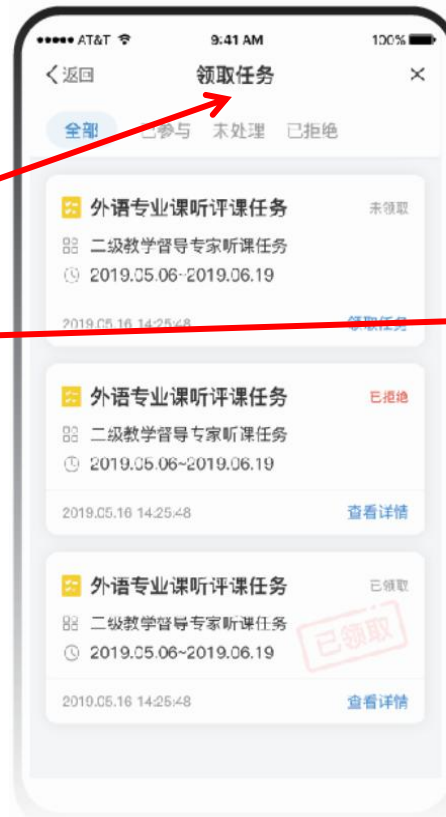 AT&T 9:41 AM 100%
返回 领取任务
全部 已参与 未处理 已拒绝
外语专业课听评课任务 未领取
二级教学督导专家听课任务
2019.05.06~2019.06.19
2019.05.16 14:25:48 领取任务
外语专业课听评课任务 已拒绝
二级教学督导专家听课任务
2019.05.06~2019.06.19
2019.05.16 14:25:48 查看详情
外语专业课听评课任务 已领取
二级教学督导专家听课任务
已领取
2019.05.06~2019.06.19
2019.05.16 14:25:48 查看详情